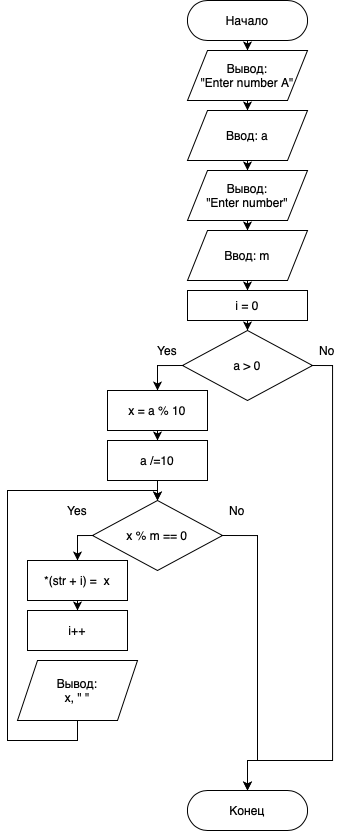 Начало
Вывод:
"Enter number A"
Ввод: a
Вывод:
"Enter number"
Ввод: m
i = 0
a > 0
Yes
No
x = a % 10
a /=10
Yes
No
x % m == 0
*(str + i) = x
i++
Вывод:
x, " "
Конец